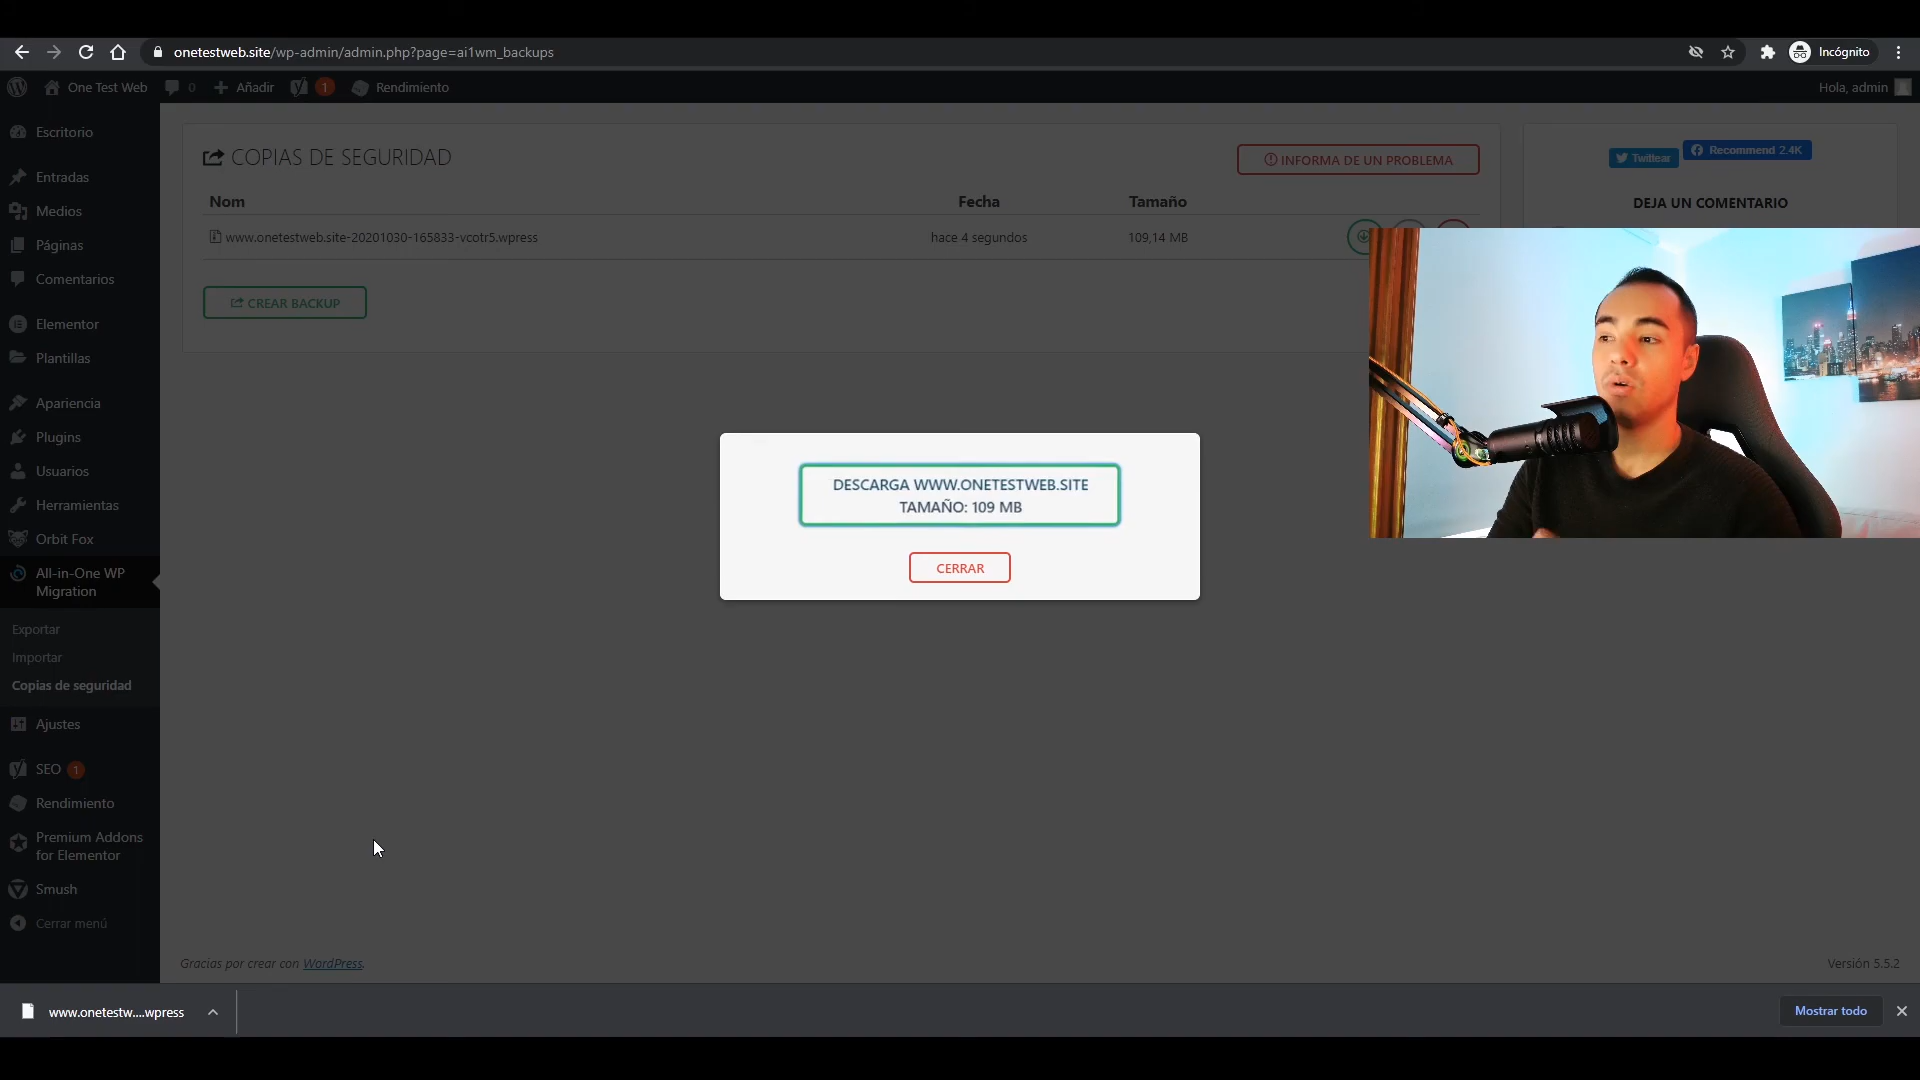 onetestweb.site/wp-admin/admin.php?page=ai1wm_backups
Incógnito
One Test Web 0 Añadir 1 Rendimiento
Hola, admin
Escritorio
Entradas
Medios
Páginas
Comentarios
Elementor
Plantillas
Apariencia
Plugins
Usuarios
Herramientas
Orbit Fox
All-in-One WP
Migration
Exportar
Importar
Copias de seguridad
Ajustes
SEO 1
Rendimiento
Premium Addons
for Elementor
Smush
Cerrar menú
COPIAS DE SEGURIDAD
INFORMA DE UN PROBLEMA
Nom Fecha Tamaño
www.onetestweb.site-20201030-165833-vcotr5.wpress hace 4 segundos 109,14 MB
CREAR BACKUP
Twittear
Recommend 2.4K
DEJA UN COMENTARIO
DESCARGA WWW.ONETESTWEB.SITE
TAMAÑO: 109 MB
CERRAR
Gracias por crear con WordPress.
Versión 5.5.2
www.onetestw....wpress
Mostrar todo